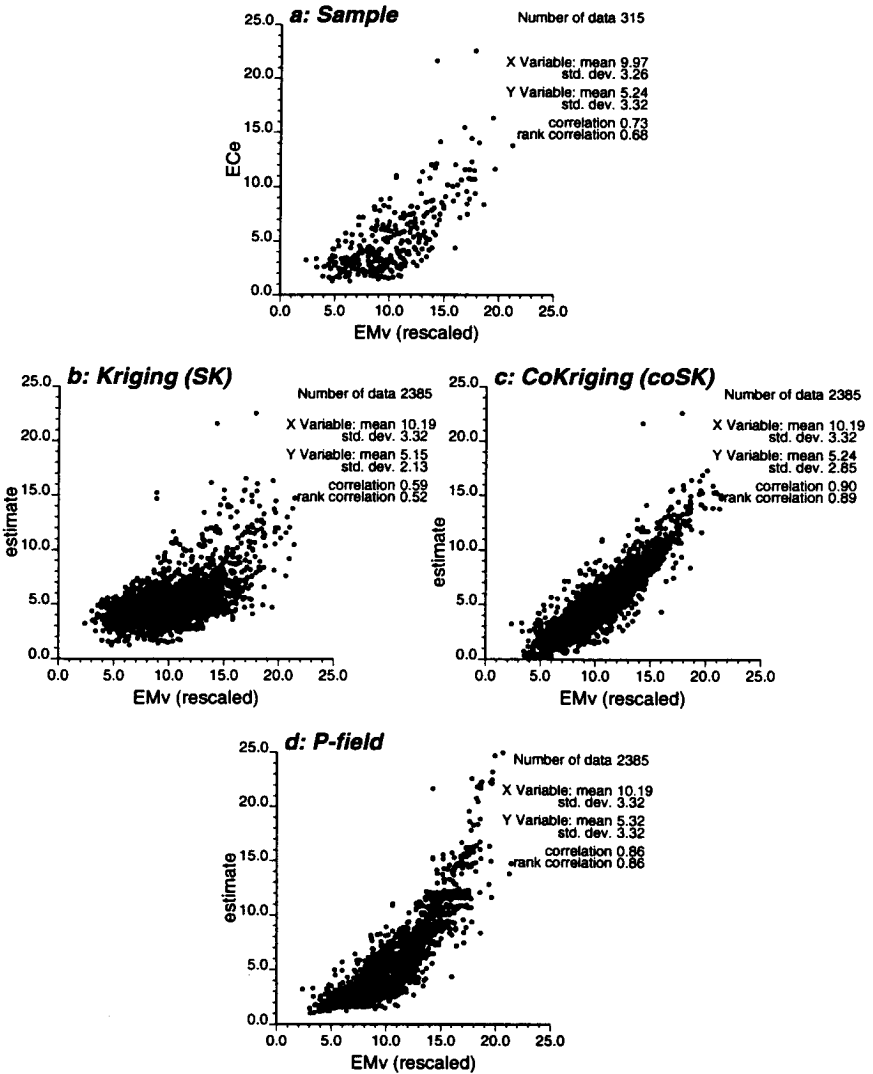 a: Sample
Number of data 315
X Variable: mean 9.97
std. dev. 3.26
Y Variable: mean 5.24
std. dev. 3.32
correlation 0.73
rank correlation 0.68
25.0
20.0
15.0
10.0
5.0
0.0
ECe
0.0 5.0 10.0 15.0 20.0 25.0
EMv (rescaled)
b: Kriging (SK)
Number of data 2385
X Variable: mean 10.19
std. dev. 3.32
Y Variable: mean 5.15
std. dev. 2.13
correlation 0.59
rank correlation 0.52
25.0
20.0
15.0
10.0
5.0
0.0
estimate
0.0 5.0 10.0 15.0 20.0 25.0
EMv (rescaled)
c: CoKriging (coSK)
Number of data 2385
X Variable: mean 10.19
std. dev. 3.32
Y Variable: mean 5.24
std. dev. 2.85
correlation 0.90
rank correlation 0.89
25.0
20.0
15.0
10.0
5.0
0.0
estimate
0.0 5.0 10.0 15.0 20.0 25.0
EMv (rescaled)
d: P-field
Number of data 2385
X Variable: mean 10.19
std. dev. 3.32
Y Variable: mean 5.32
std. dev. 3.32
correlation 0.86
rank correlation 0.86
25.0
20.0
15.0
10.0
5.0
0.0
estimate
0.0 5.0 10.0 15.0 20.0 25.0
EMv (rescaled)